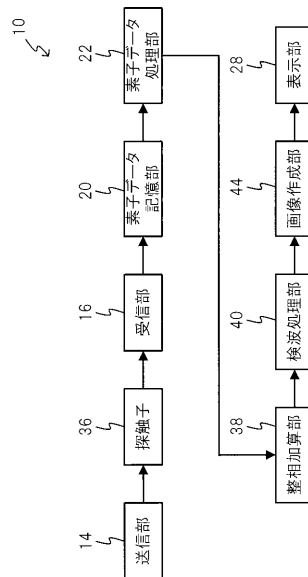 10
14
送信部
36
探触子
16
受信部
20
素子データ
記憶部
22
素子データ
処理部
38
整相加算部
40
検波処理部
44
画像作成部
28
表示部